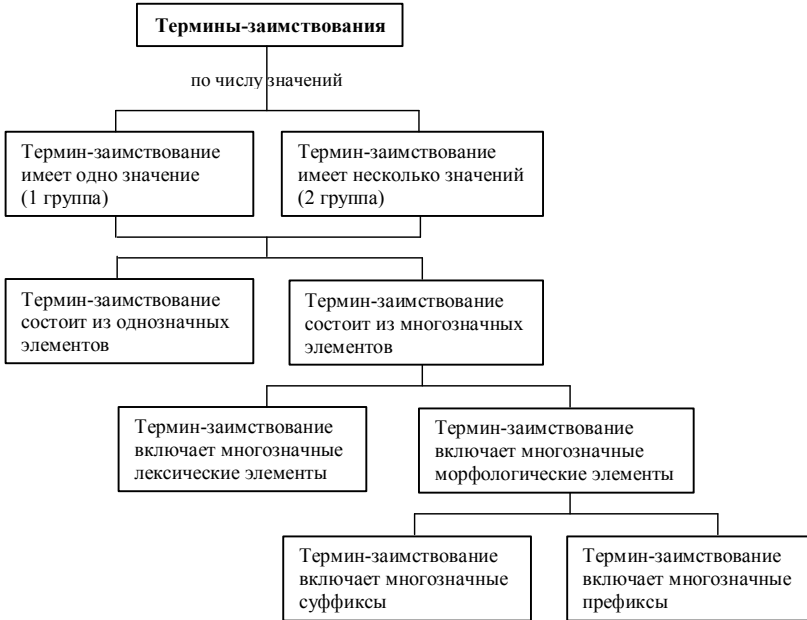 Термины-заимствования
по числу значений
Термин-заимствование
имеет одно значение
(1 группа)
Термин-заимствование
имеет несколько значений
(2 группа)
Термин-заимствование
состоит из однозначных
элементов
Термин-заимствование
состоит из многозначных
элементов
Термин-заимствование
включает многозначные
лексические элементы
Термин-заимствование
включает многозначные
морфологические элементы
Термин-заимствование
включает многозначные
суффиксы
Термин-заимствование
включает многозначные
префиксы